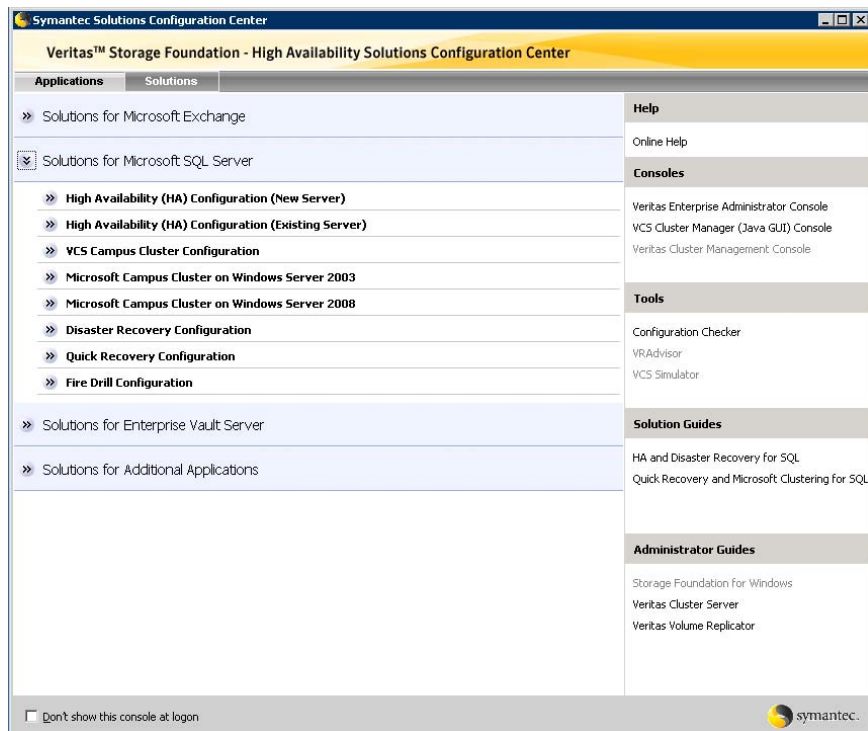 Symantec Solutions Configuration Center
Veritas™ Storage Foundation - High Availability Solutions Configuration Center
Applications
Solutions
Solutions for Microsoft Exchange
Solutions for Microsoft SQL Server
High Availability (HA) Configuration (New Server)
High Availability (HA) Configuration (Existing Server)
VCS Campus Cluster Configuration
Microsoft Campus Cluster on Windows Server 2003
Microsoft Campus Cluster on Windows Server 2008
Disaster Recovery Configuration
Quick Recovery Configuration
Fire Drill Configuration
Solutions for Enterprise Vault Server
Solutions for Additional Applications
Help
Online Help
Consoles
Veritas Enterprise Administrator Console
VCS Cluster Manager (Java GUI) Console
Veritas Cluster Management Console
Tools
Configuration Checker
VRAdvisor
VCS Simulator
Solution Guides
HA and Disaster Recovery for SQL
Quick Recovery and Microsoft Clustering for SQL
Administrator Guides
Storage Foundation for Windows
Veritas Cluster Server
Veritas Volume Replicator
Don't show this console at logon
symantec.